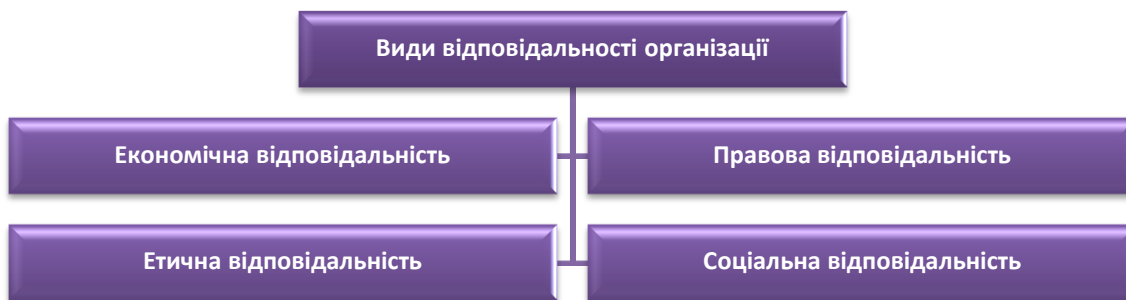 Види відповідальності організації
Економічна відповідальність
Правова відповідальність
Етична відповідальність
Соціальна відповідальність